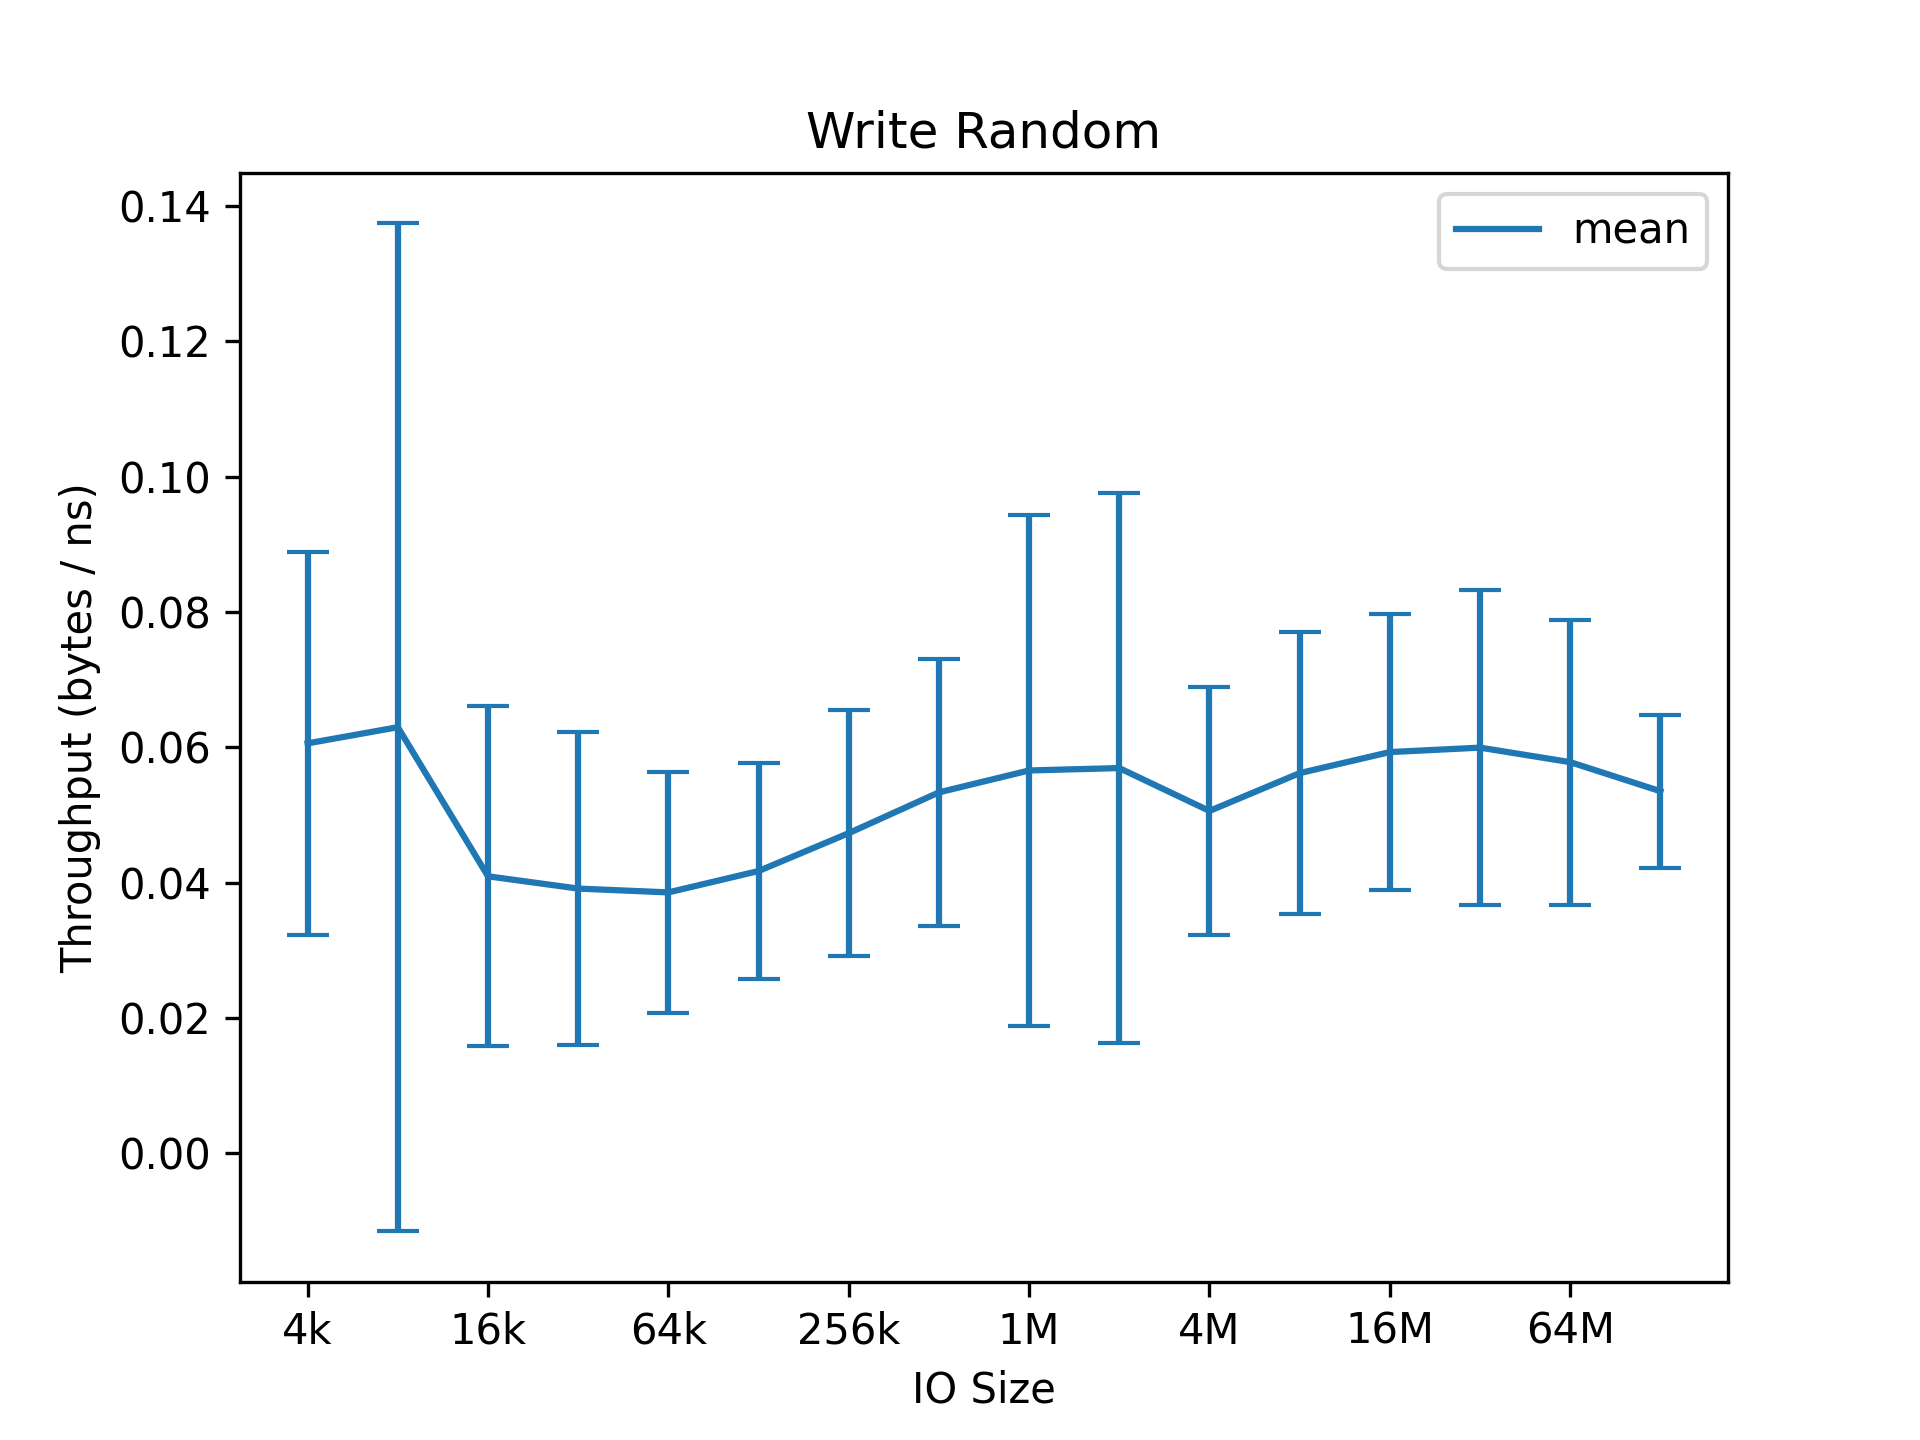 Write Random
mean
0.14
0.12
0.10
0.08
0.06
0.04
0.02
0.00
Throughput (bytes / ns)
4k 16k 64k 256k 1M 4M 16M 64M
IO Size